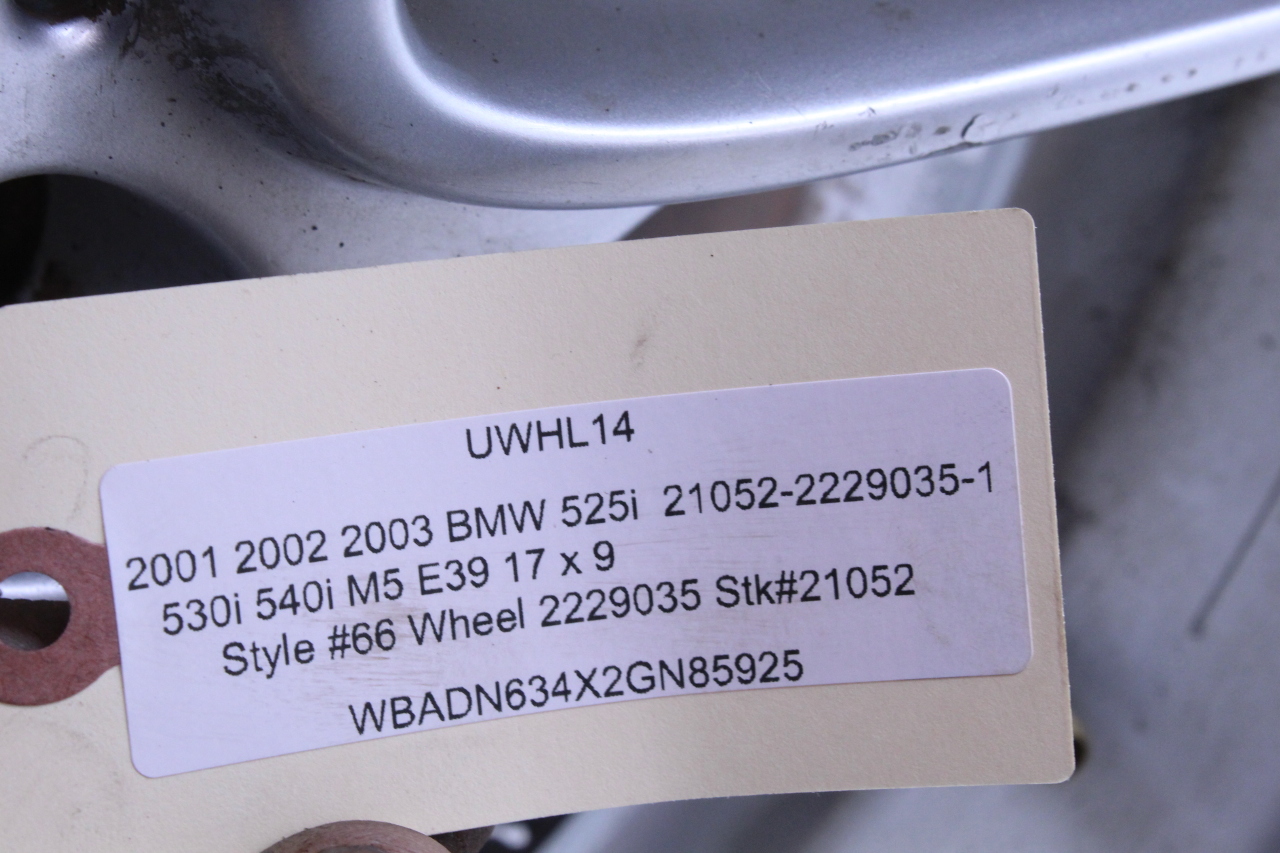 UWHL14
2001 2002 2003 BMW 525i 21052-2229035-1
530i 540i M5 E39 17 x 9
Style #66 Wheel 2229035 Stk#21052
WBADN634X2GN85925